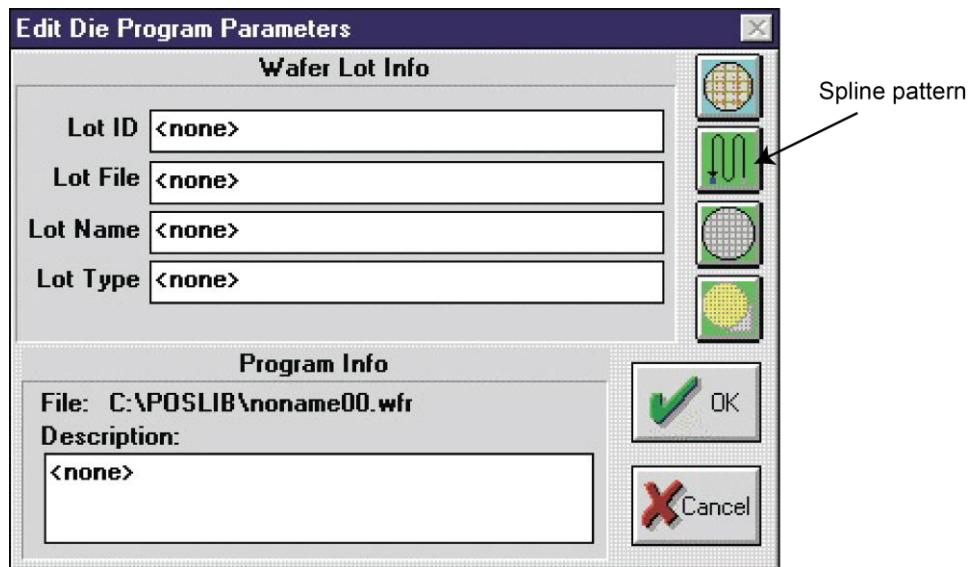 Edit Die Program Parameters
Wafer Lot Info
Spline pattern
Lot ID <none>
Lot File <none>
Lot Name <none>
Lot Type <none>
Program Info
File: C:\POSLIB\noname00.wfr
OK
Description:
<none>
Cancel